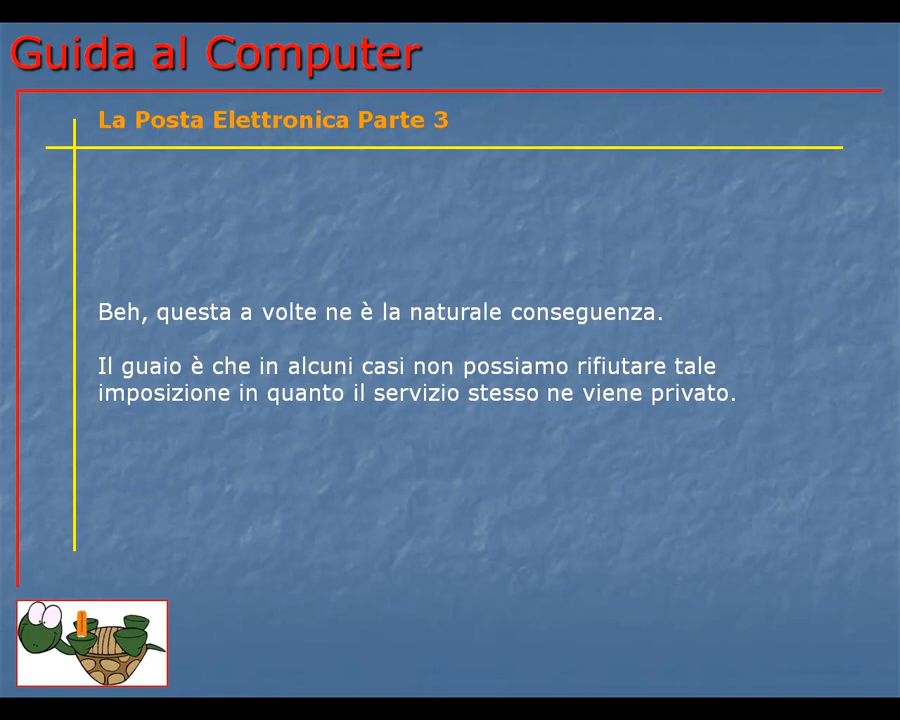 Guida al Computer
La Posta Elettronica Parte 3
Beh, questa a volte ne è la naturale conseguenza.
Il guaio è che in alcuni casi non possiamo rifiutare tale
imposizione in quanto il servizio stesso ne viene privato.